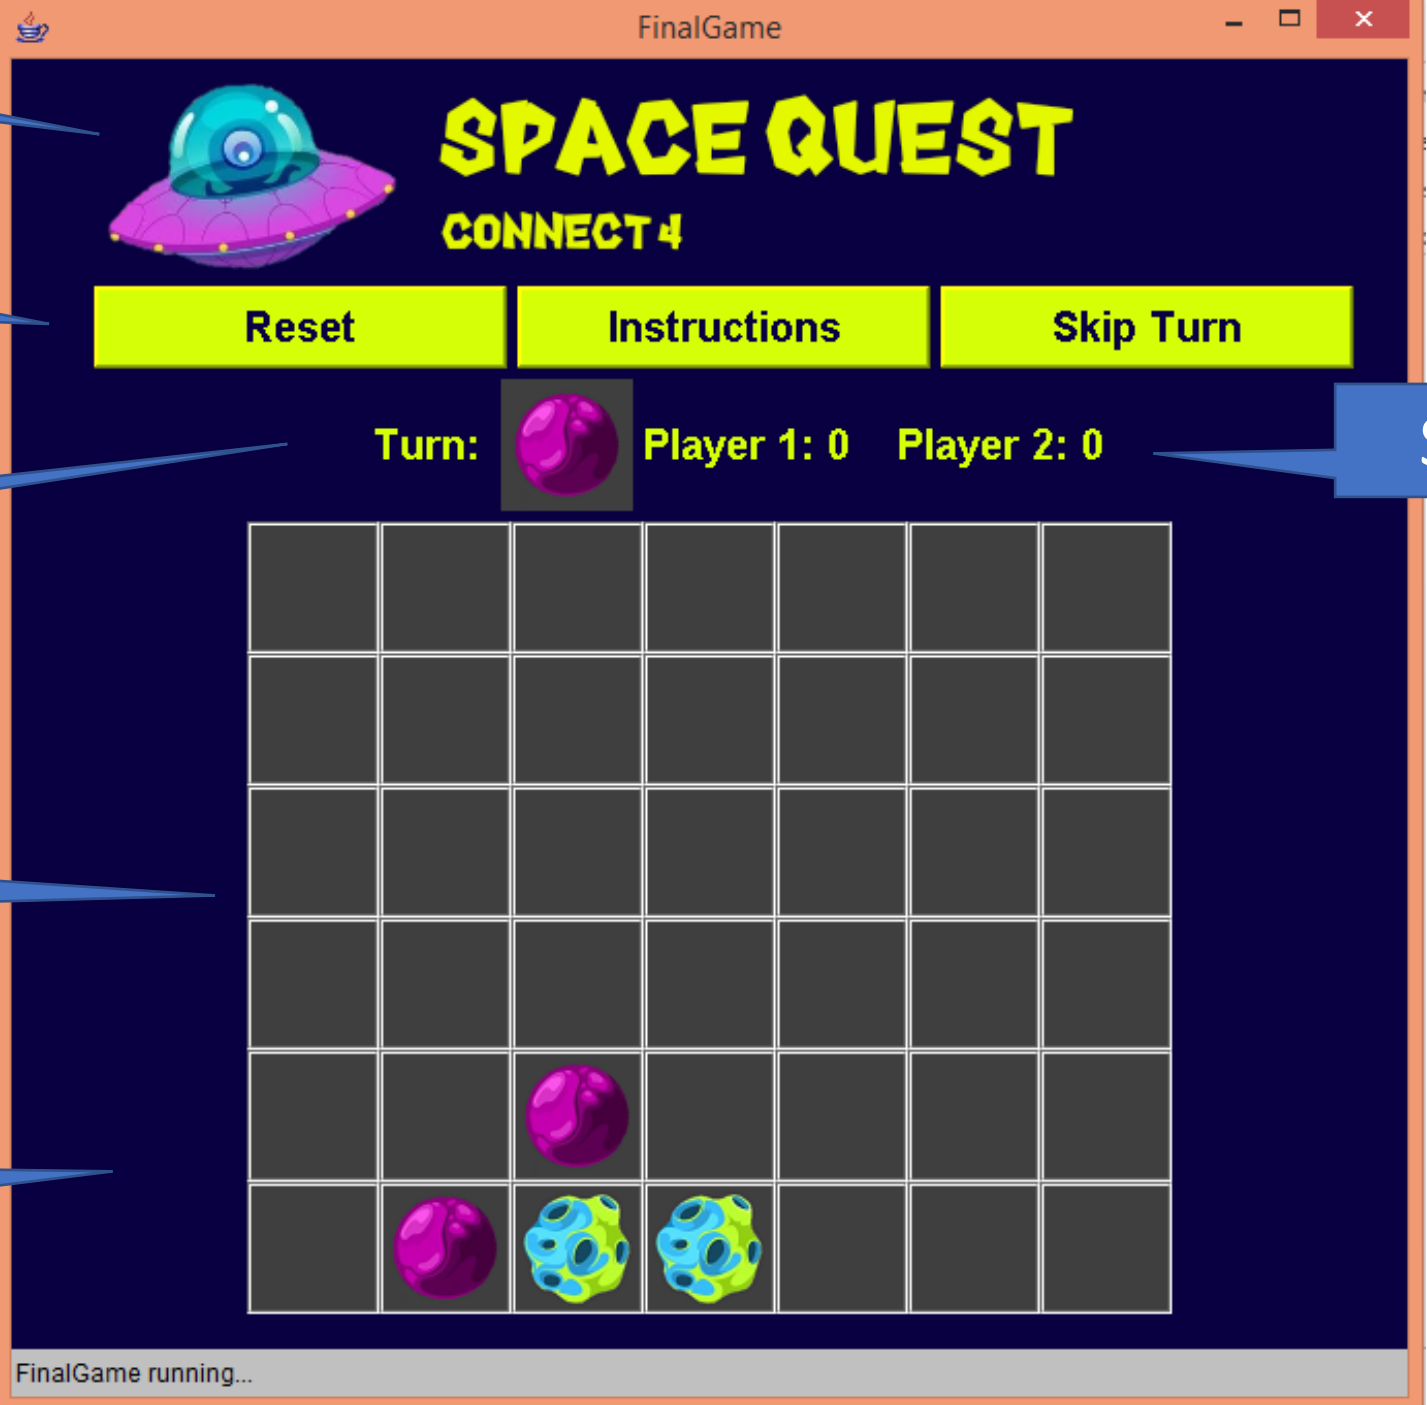 FinalGame
SPACE QUEST
CONNECT 4
Reset Instructions Skip Turn
Turn: Player 1: 0 Player 2: 0
FinalGame running...